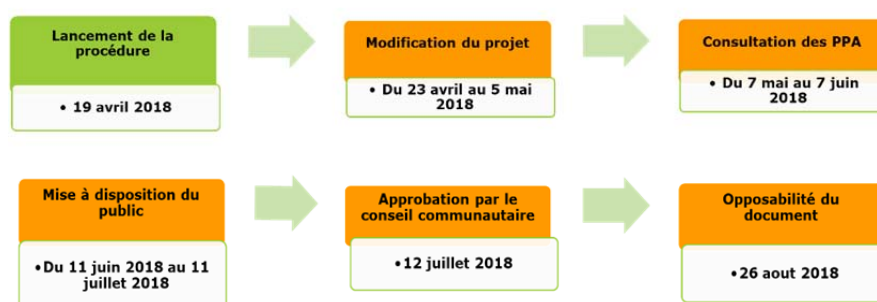 Lancement de la
procédure
• 19 avril 2018
Modification du projet
• Du 23 avril au 5 mai
2018
Consultation des PPA
• Du 7 mai au 7 juin
2018
Mise à disposition du
public
•Du 11 juin 2018 au 11
juillet 2018
Approbation par le
conseil communautaire
•12 juillet 2018
Opposabilité du
document
•26 aout 2018